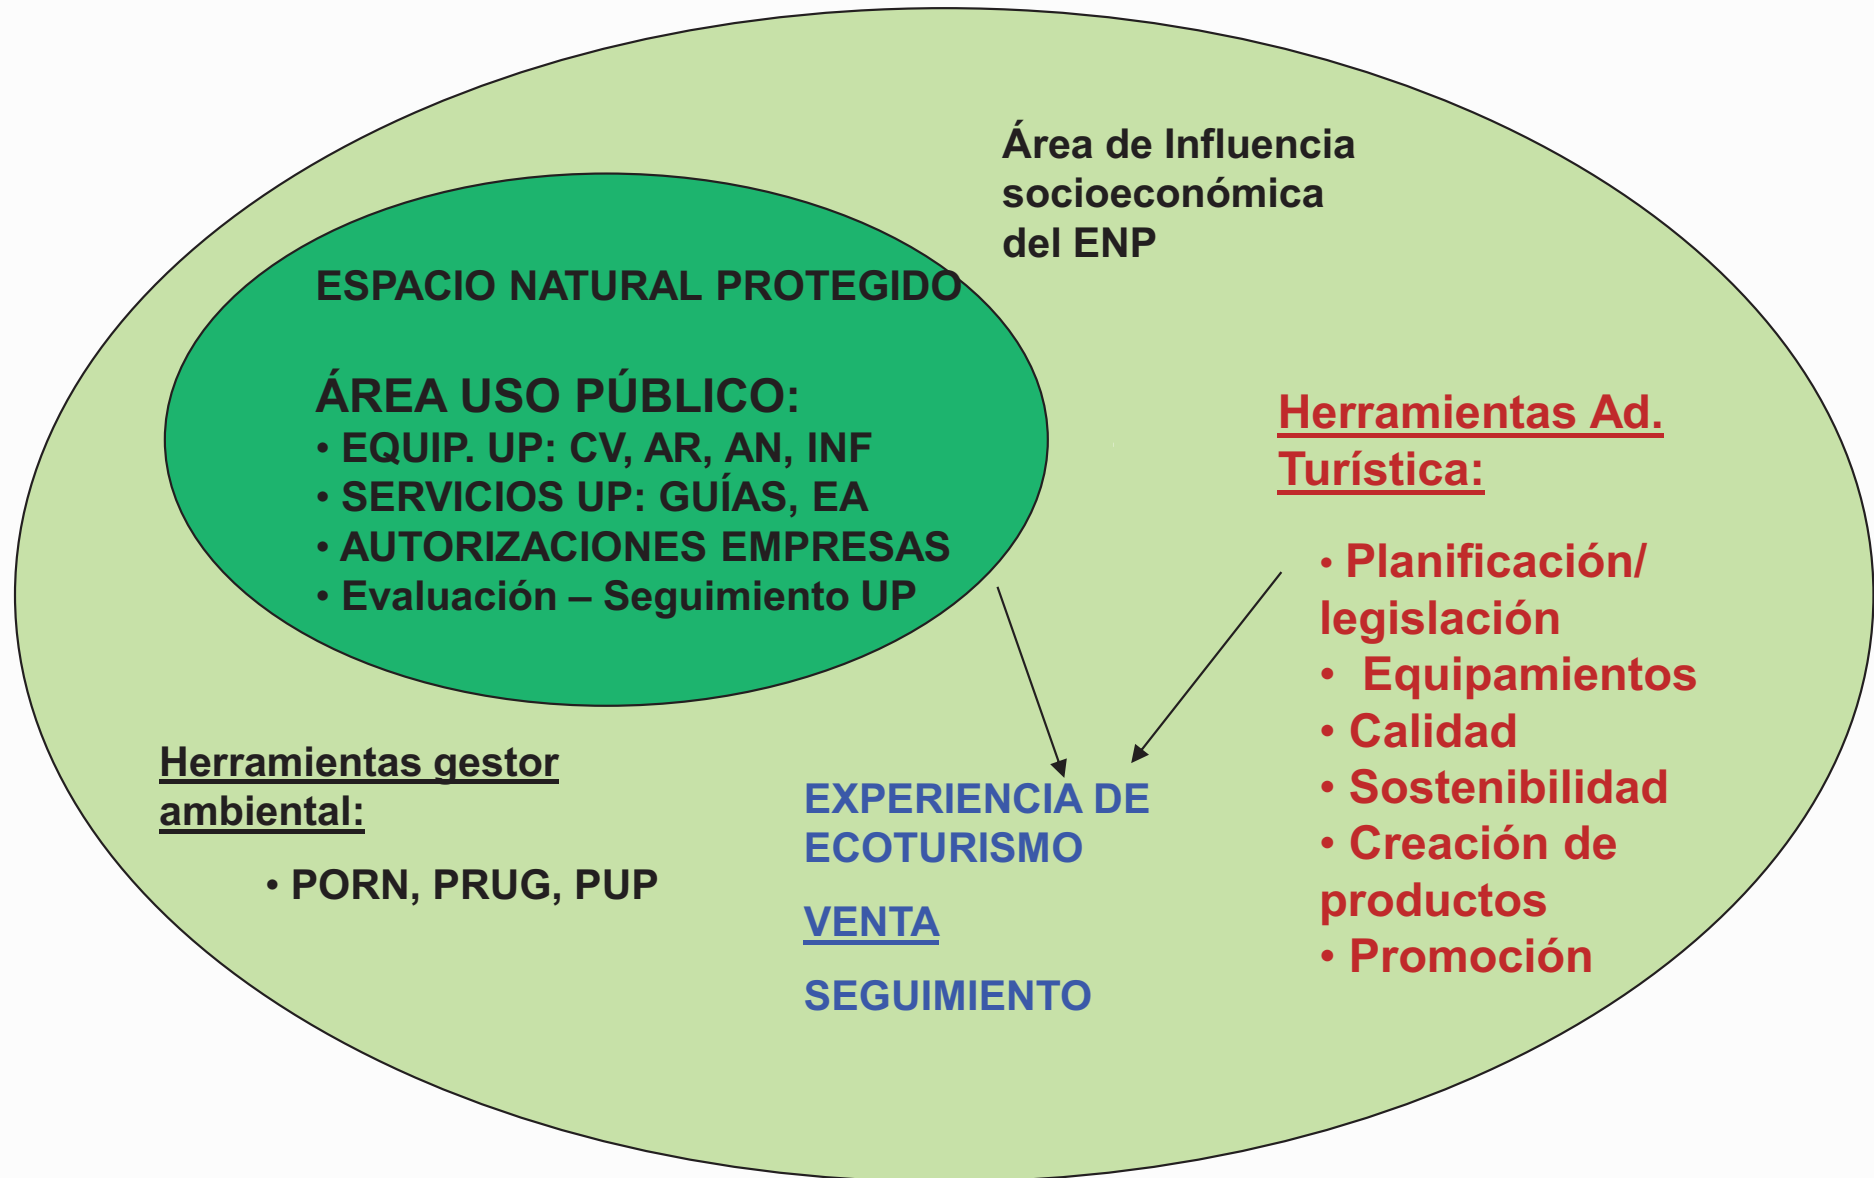 Área de Influencia
socioeconómica
del ENP
ESPACIO NATURAL PROTEGIDO
ÁREA USO PÚBLICO:
• EQUIP. UP: CV, AR, AN, INF
• SERVICIOS UP: GUÍAS, EA
• AUTORIZACIONES EMPRESAS
• Evaluación – Seguimiento UP
Herramientas Ad.
Turística:
• Planificación/
legislación
• Equipamientos
• Calidad
• Sostenibilidad
• Creación de
productos
• Promoción
Herramientas gestor
ambiental:
• PORN, PRUG, PUP
EXPERIENCIA DE
ECOTURISMO
VENTA
SEGUIMIENTO